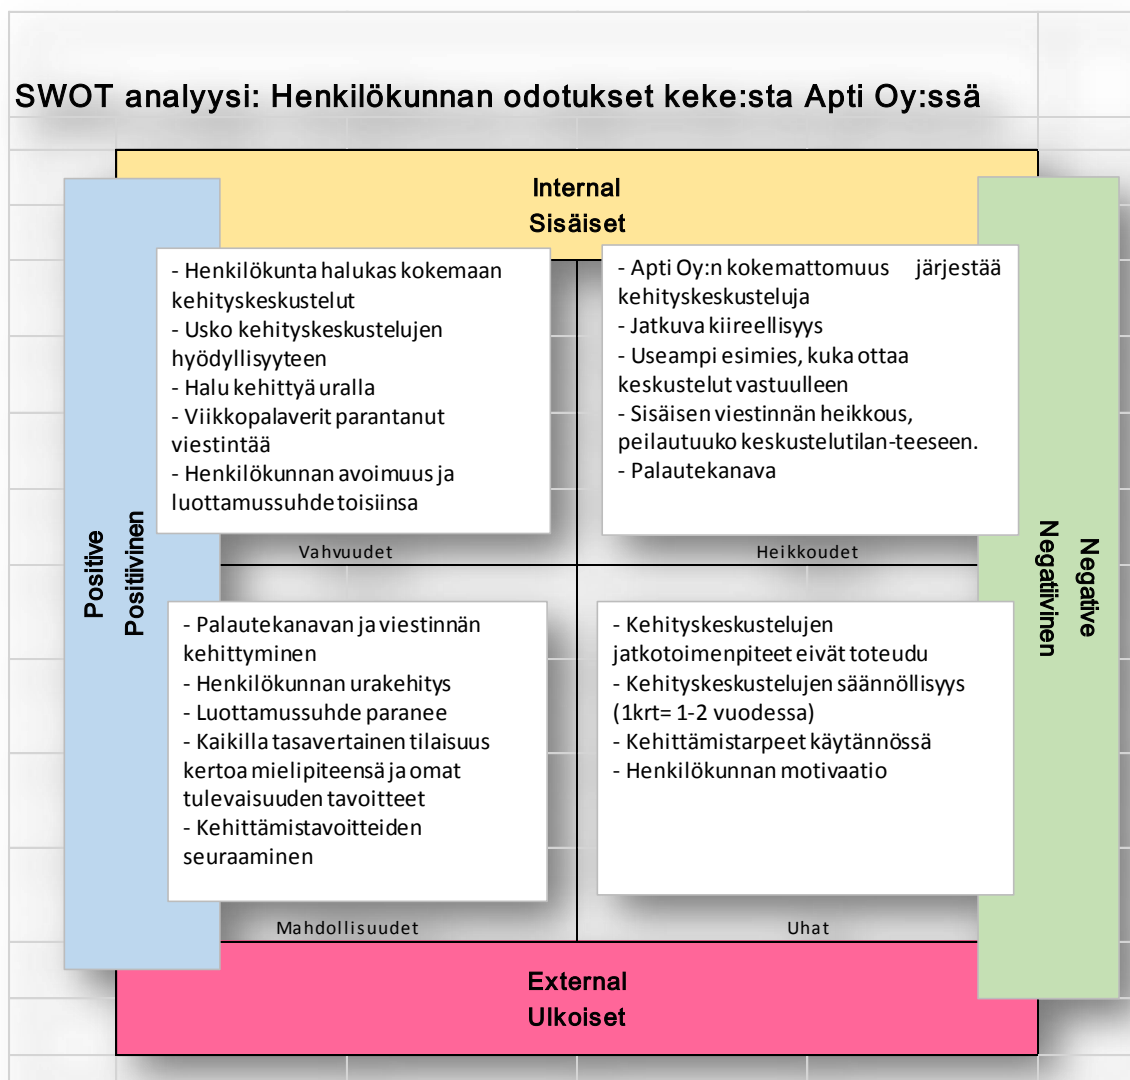 SWOT analyysi: Henkilökunnan odotukset keke:sta Apti Oy:ssä
Internal
Sisäiset
Positive
Positiivinen
- Henkilökunta halukas kokemaan
kehityskeskustelut
- Usko kehityskeskustelujen
hyödyllisyyteen
- Halu kehittyä uralla
- Viikkopalaverit parantanut
viestintää
- Henkilökunnan avoimuus ja
luottamussuhde toisiinsa
Vahvuudet
- Apti Oy:n kokemattomuus järjestää
kehityskeskusteluja
- Jatkuva kiireellisyys
- Useampi esimies, kuka ottaa
keskustelut vastuulleen
- Sisäisen viestinnän heikkous,
peilautuuko keskustelutilan-teeseen.
- Palautekanava
Heikkoudet
Negative
Negatiivinen
- Palautekanavan ja viestinnän
kehittyminen
- Henkilökunnan urakehitys
- Luottamussuhde paranee
- Kaikilla tasavertainen tilaisuus
kertoa mielipiteensä ja omat
tulevaisuuden tavoitteet
- Kehittämistavoitteiden
seuraaminen
Mahdollisuudet
- Kehityskeskustelujen
jatkotoimenpiteet eivät toteudu
- Kehityskeskustelujen säännöllisyys
(1krt= 1-2 vuodessa)
- Kehittämistarpeet käytännössä
- Henkilökunnan motivaatio
Uhat
External
Ulkoiset